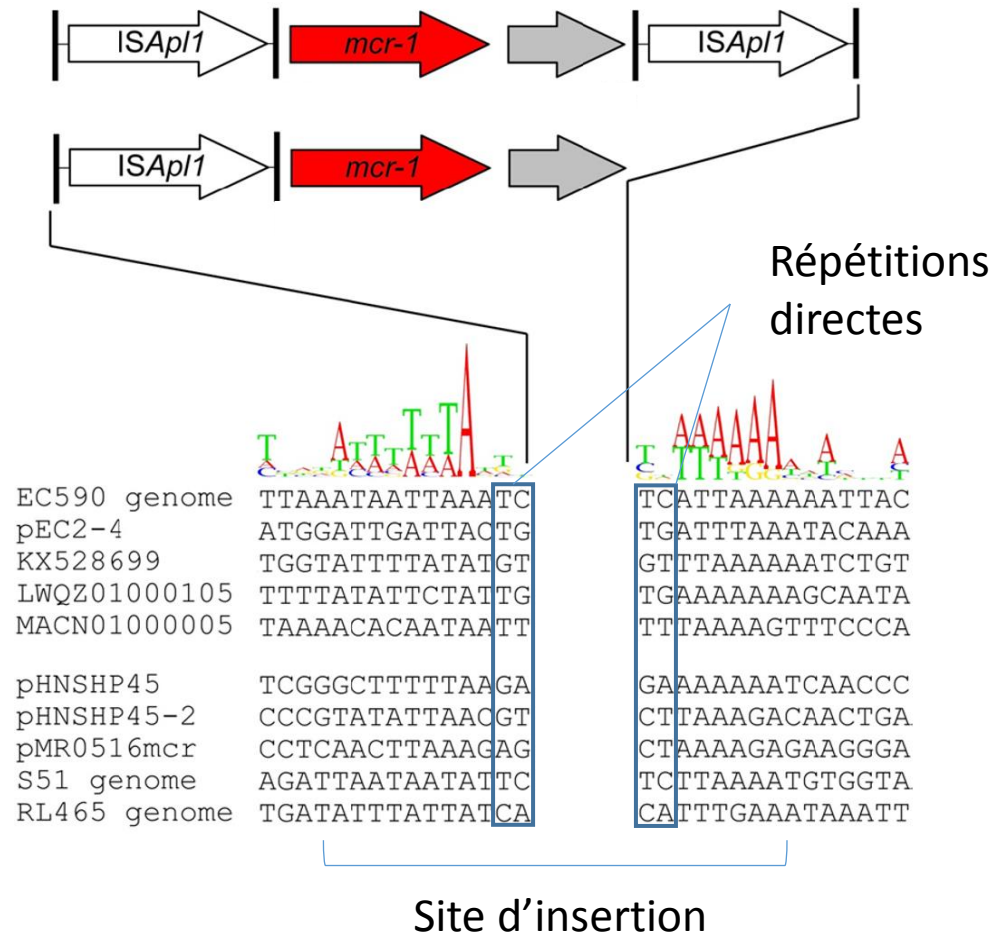 ISApl1 mcr-1 ISApl1
ISApl1 mcr-1
Répétitions
directes
EC590 genome TTAAATAATTAAATC TCATTAAAAAATTAC
pEC2-4 ATGGATTGATTACTG TGATTTAAATACAAA
KX528699 TGGTATTTTATATGT GTTTAAAAAATCTGT
LWQZ01000105 TTTTATATTCTATTG TGAAAAAAAGCAATA
MACN01000005 TAAAACACAATAATT TTTAAAAGTTTCCCA
pHNSHP45 TCGGGCTTTTTAAGA GAAAAAAATCAACCC
pHNSHP45-2 CCCGTATATTAACGT CTTAAAGACAACTGA
pMR0516mcr CCTCAACTTAAAGAG CTAAAAGAGAAGGGA
S51 genome AGATTAATAATATTC TCTTAAAATGTGGTA
RL465 genome TGATATTTATTATCA CATTTGAAATAAATT
Site d’insertion